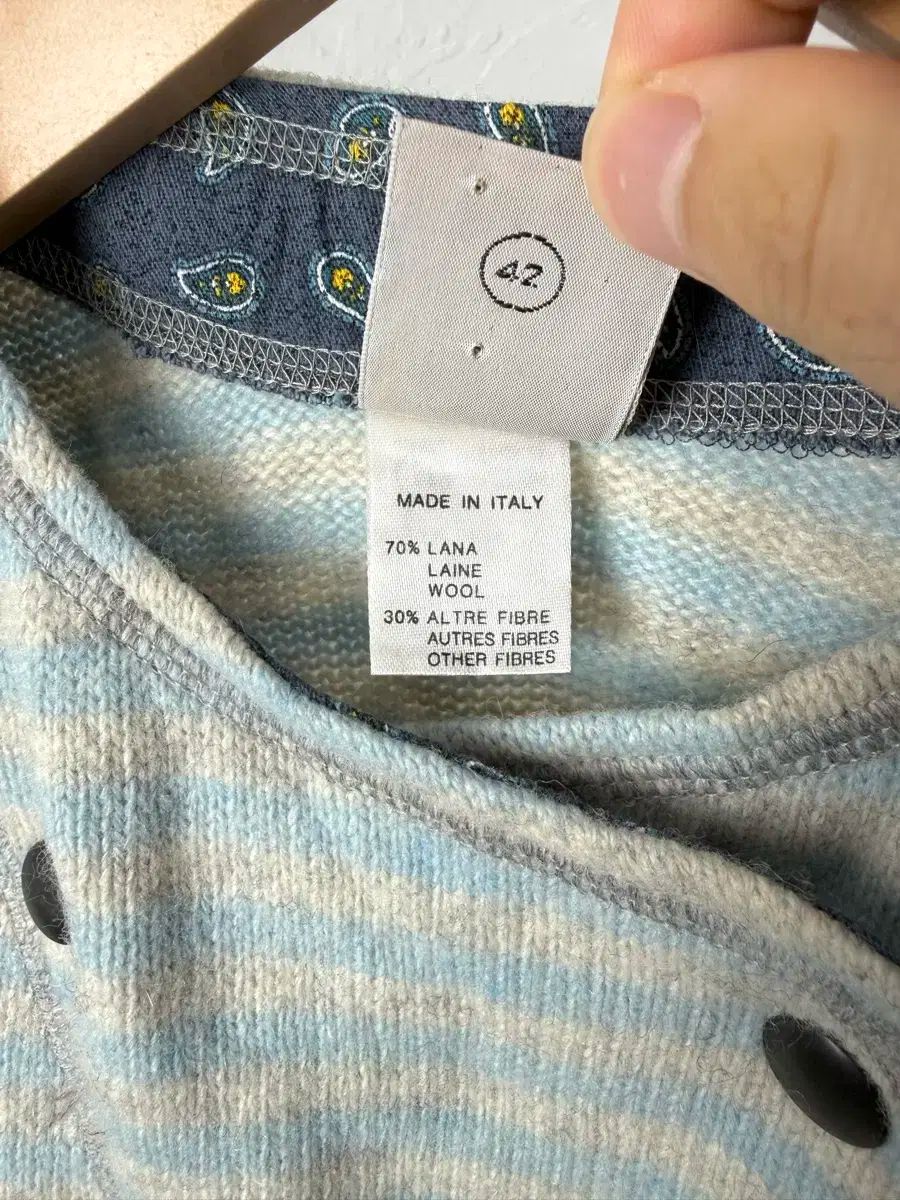 42
MADE IN ITALY
70% LANA
LAINE
WOOL
30% ALTRE FIBRE
AUTRES FIBRES
OTHER FIBRES